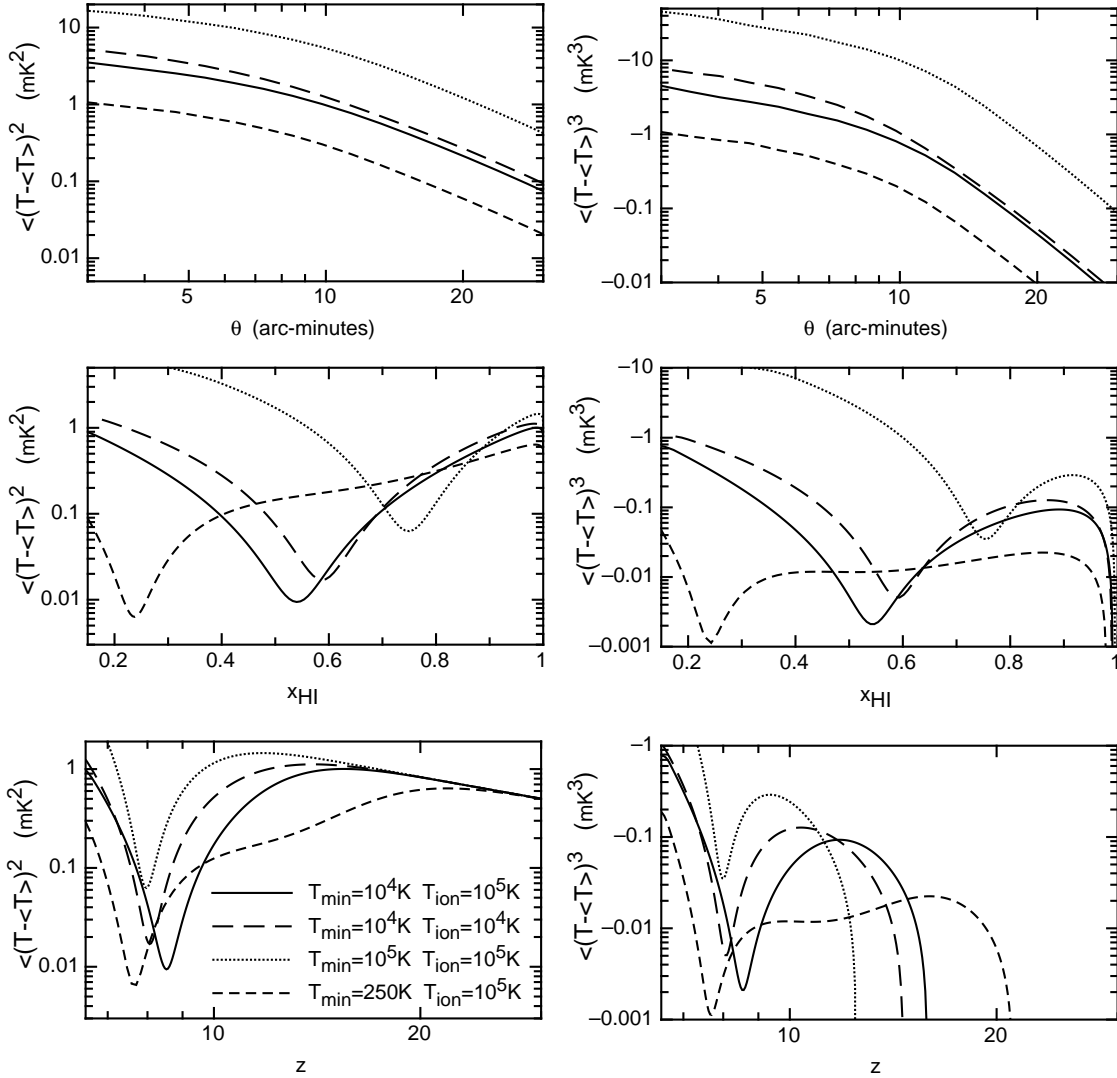 <(T-<T>)² (mK²)
10
1
0.1
0.01
5 10 20
θ (arc-minutes)
<(T-<T>)³ (mK³)
−10
−1
−0.1
−0.01
5 10 20
θ (arc-minutes)
<(T-<T>)² (mK²)
1
0.1
0.01
0.2 0.4 0.6 0.8 1
xHI
<(T-<T>)³ (mK³)
−10
−1
−0.1
−0.01
−0.001
0.2 0.4 0.6 0.8 1
xHI
<(T-<T>)² (mK²)
1
0.1
0.01
Tmin=10⁴K Tion=10⁵K
Tmin=10⁴K Tion=10⁴K
Tmin=10⁵K Tion=10⁵K
Tmin=250K Tion=10⁵K
10 20
z
<(T-<T>)³ (mK³)
−1
−0.1
−0.01
−0.001
10 20
z